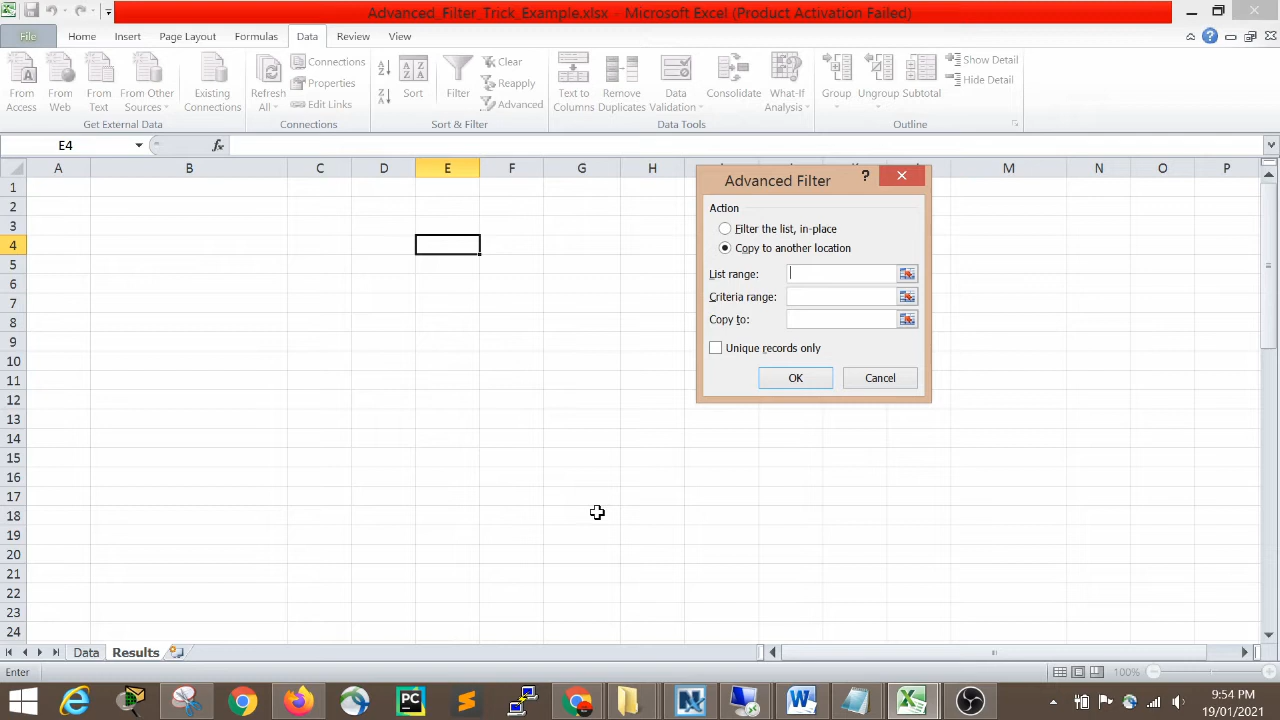 Advanced_Filter_Trick_Example.xlsx - Microsoft Excel (Product Activation Failed)
File Home Insert Page Layout Formulas Data Review View
From Access
From Web
From Text
From Other Sources
Existing Connections
Get External Data
Refresh All
Connections
Properties
Edit Links
Connections
Sort
Filter
Clear
Reapply
Advanced
Sort & Filter
Text to Columns
Remove Duplicates
Data Validation
Consolidate
What-If Analysis
Data Tools
Group
Ungroup
Subtotal
Show Detail
Hide Detail
Outline
E4
fx
A B C D E F G H M N O P
1
2
3
4
5
6
7
8
9
10
11
12
13
14
15
16
17
18
19
20
21
22
23
24
Advanced Filter
?
Action
Filter the list, in-place
Copy to another location
List range:
Criteria range:
Copy to:
Unique records only
OK Cancel
Data Results
Enter
100%
PC
9:54 PM
19/01/2021